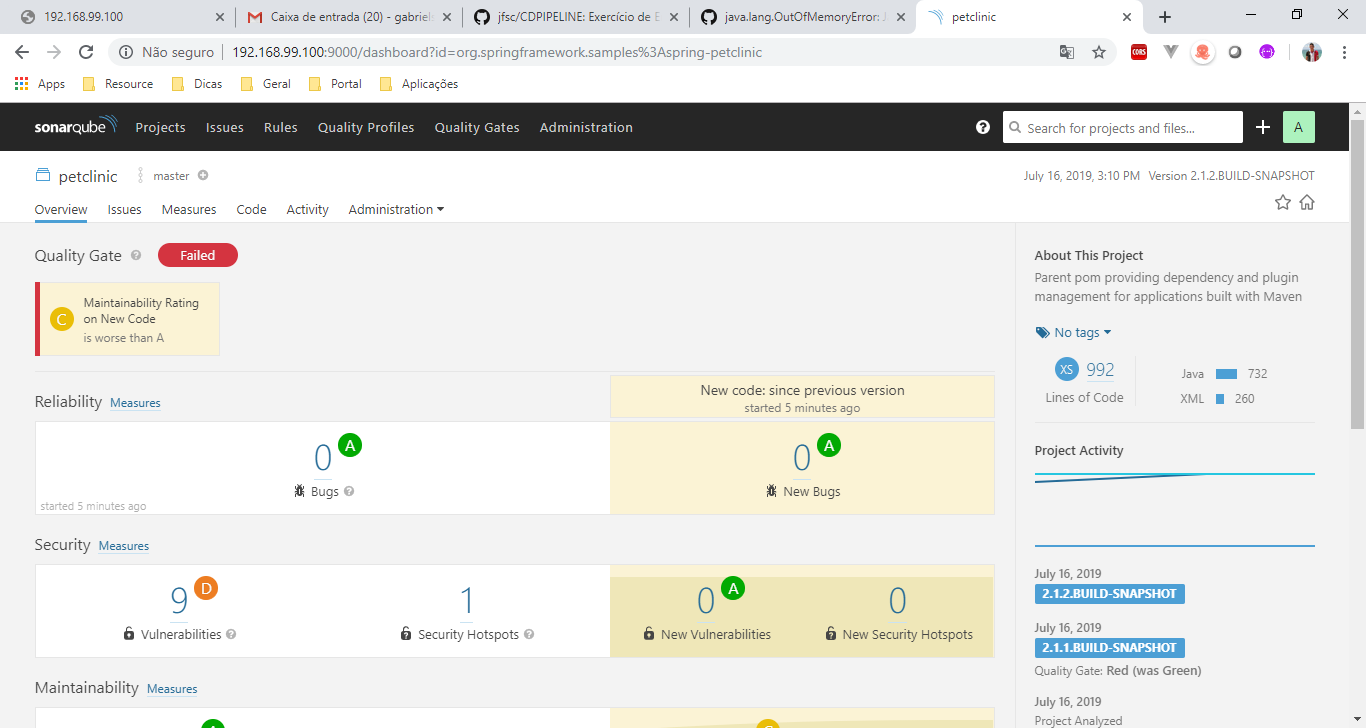 192.168.99.100
Caixa de entrada (20) - gabriel
jfsc/CDPIPELINE: Exercício de E
java.lang.OutOfMemoryError: J
petclinic
Não seguro
192.168.99.100:9000/dashboard?id=org.springframework.samples%3Aspring-petclinic
CORS
Apps
Resource
Dicas
Geral
Portal
Aplicações
sonarqube
Projects
Issues
Rules
Quality Profiles
Quality Gates
Administration
?
Search for projects and files...
A
petclinic
master
July 16, 2019, 3:10 PM Version 2.1.2.BUILD-SNAPSHOT
Overview
Issues
Measures
Code
Activity
Administration
Quality Gate ?
Failed
C
Maintainability Rating
on New Code
is worse than A
New code: since previous version
started 5 minutes ago
Reliability Measures
0 A
Bugs ?
started 5 minutes ago
0 A
New Bugs
Security Measures
9 D
Vulnerabilities ?
1
Security Hotspots ?
0 A
New Vulnerabilities
0
New Security Hotspots
Maintainability Measures
About This Project
Parent pom providing dependency and plugin
management for applications built with Maven
No tags
XS 992
Lines of Code
Java 732
XML 260
Project Activity
July 16, 2019
2.1.2.BUILD-SNAPSHOT
July 16, 2019
2.1.1.BUILD-SNAPSHOT
Quality Gate: Red (was Green)
July 16, 2019
Project Analyzed